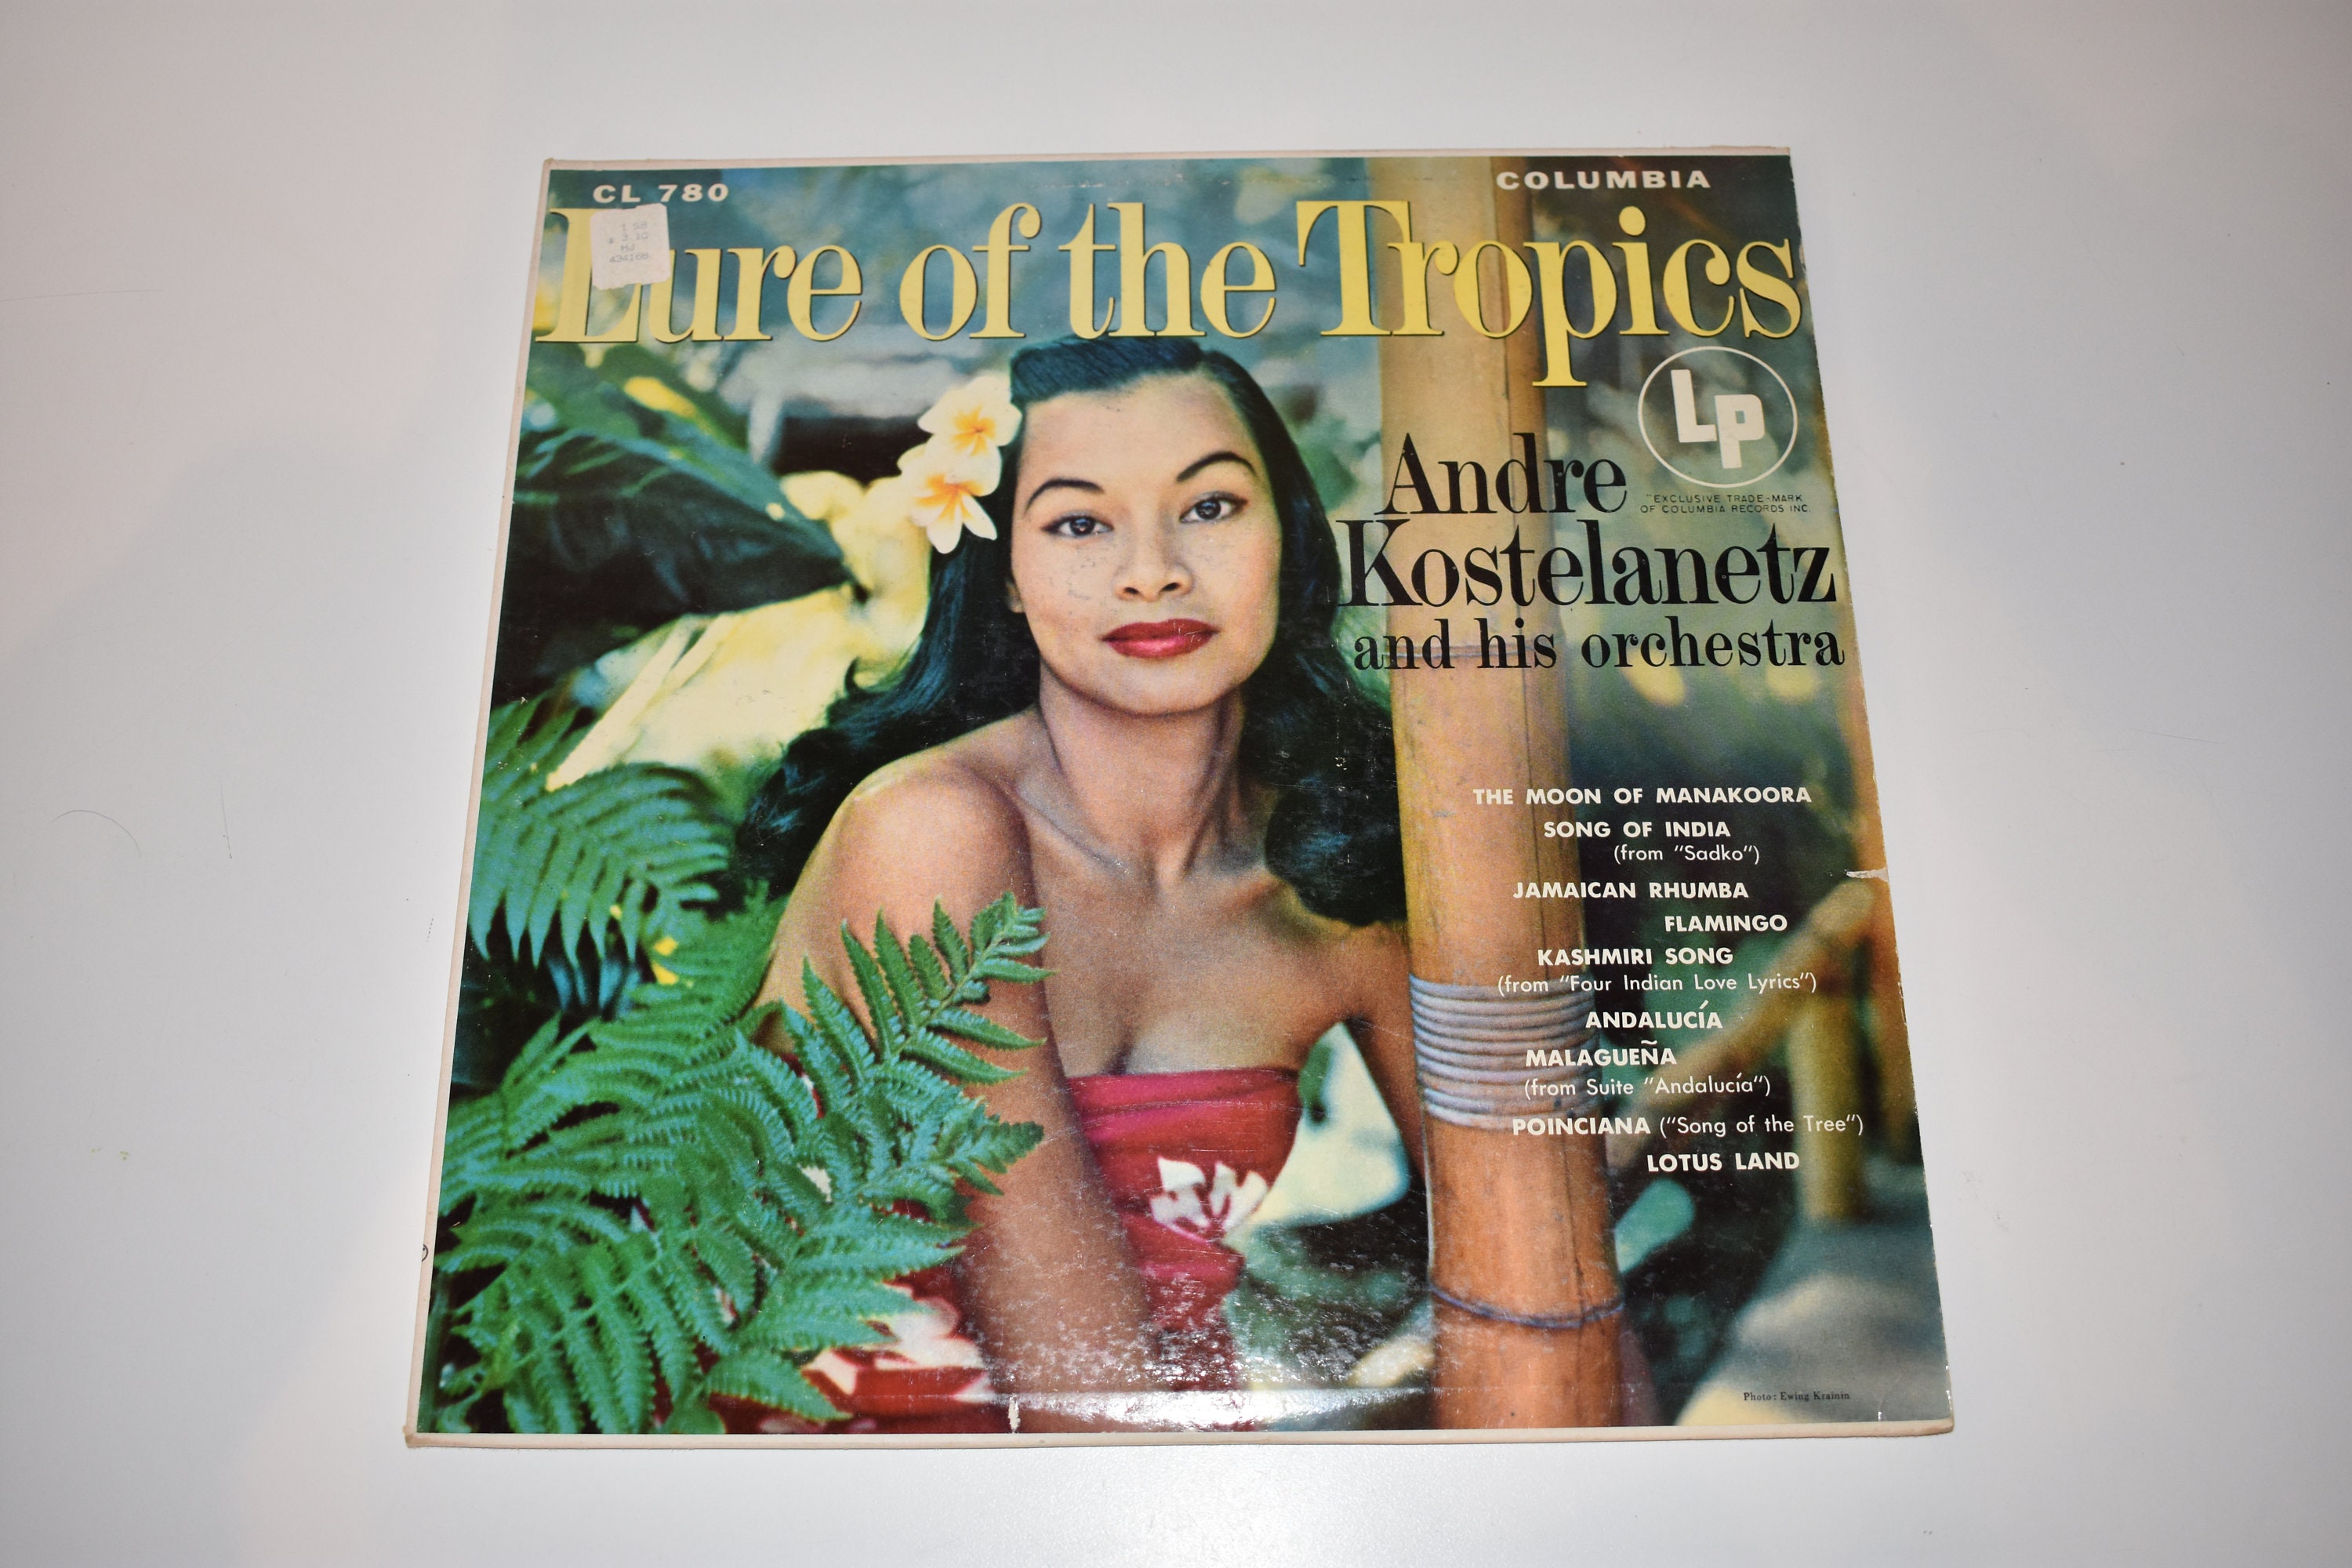 CL 780
COLUMBIA
Lure of the Tropics
LP
"EXCLUSIVE TRADE-MARK
OF COLUMBIA RECORDS INC.
Andre
Kostelanetz
and his orchestra
THE MOON OF MANAKOORA
SONG OF INDIA
(from "Sadko")
JAMAICAN RHUMBA
FLAMINGO
KASHMIRI SONG
(from "Four Indian Love Lyrics")
ANDALUCÍA
MALAGUEÑA
(from Suite "Andalucía")
POINCIANA ("Song of the Tree")
LOTUS LAND
Photo: Ewing Krainin